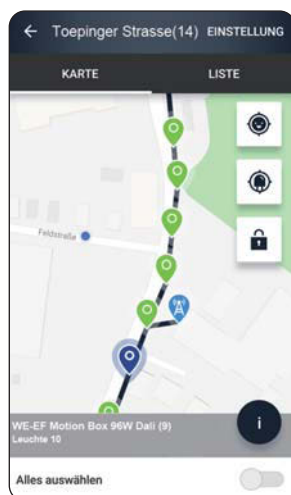 Toepinger Strasse(14) EINSTELLUNG
KARTE LISTE
Feldstraße
WE-EF Motion Box 96W Dali (9)
Leuchte 10
i
Alles auswählen